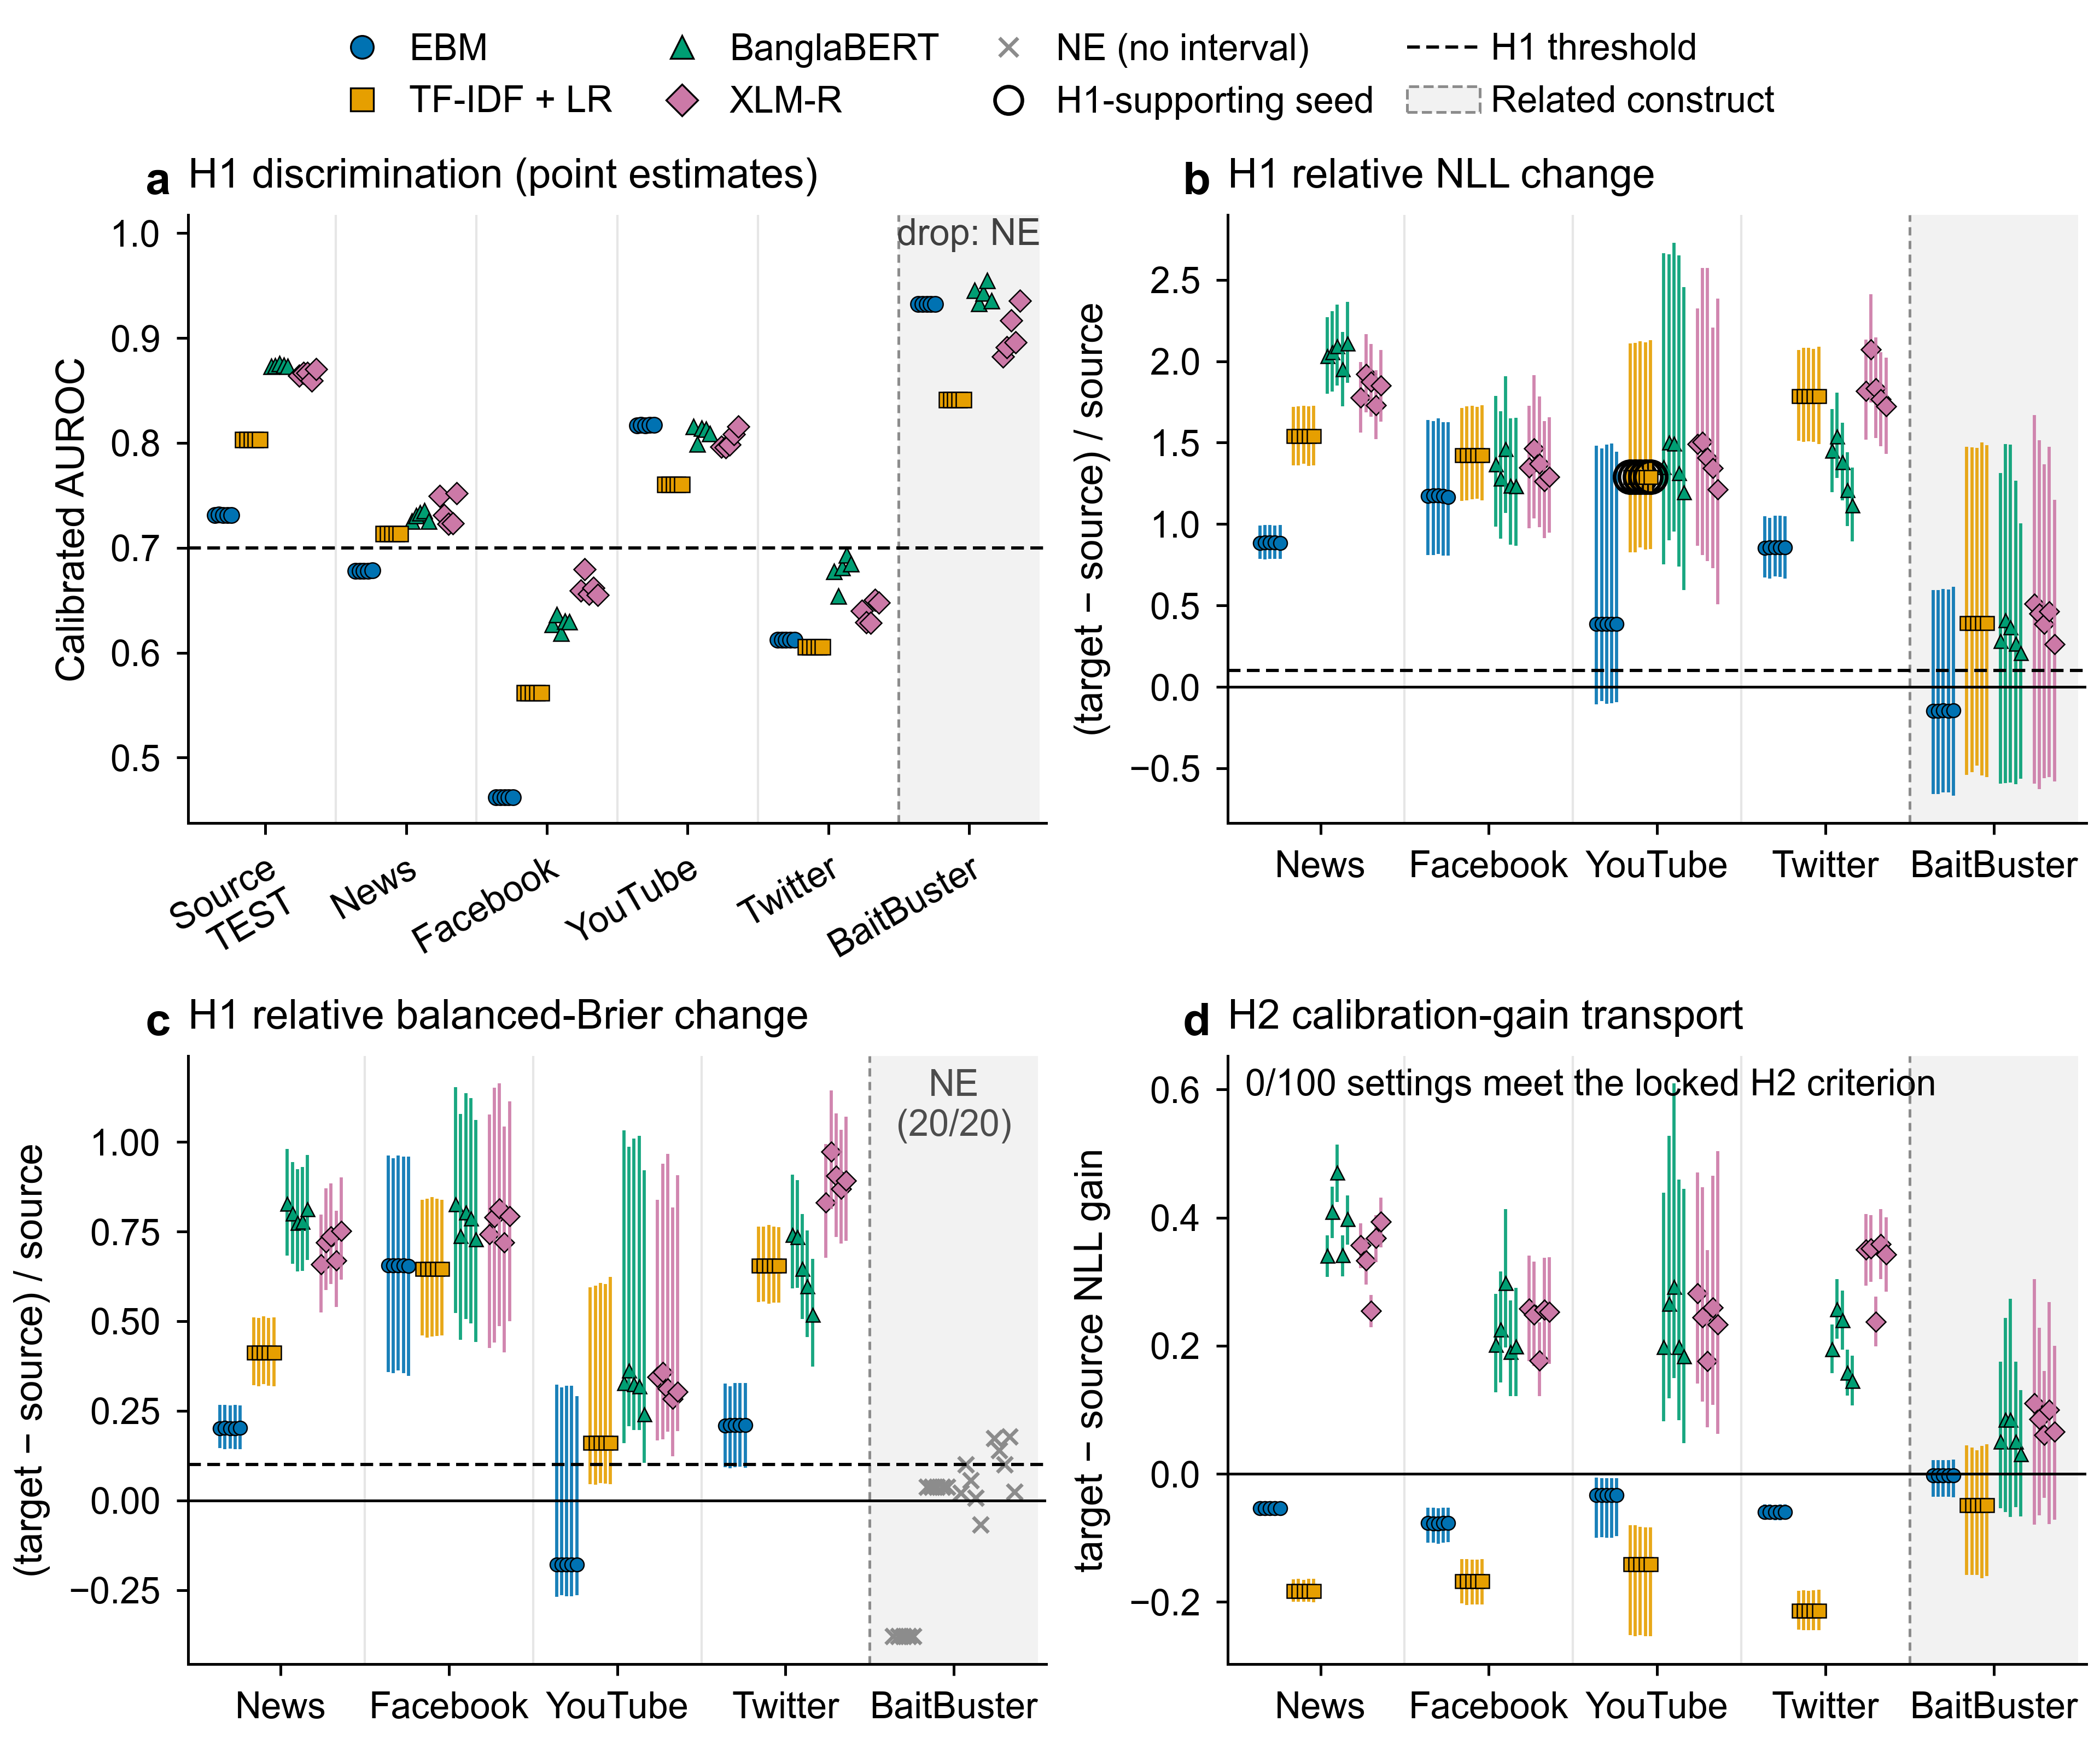 EBM
BanglaBERT
NE (no interval)
H1 threshold
TF-IDF + LR
XLM-R
H1-supporting seed
Related construct
a H1 discrimination (point estimates)
drop: NE
Calibrated AUROC
1.0
0.9
0.8
0.7
0.6
0.5
Source
TEST
News
Facebook
YouTube
Twitter
BaitBuster
b H1 relative NLL change
(target − source) / source
2.5
2.0
1.5
1.0
0.5
0.0
−0.5
News
Facebook
YouTube
Twitter
BaitBuster
c H1 relative balanced-Brier change
NE
(20/20)
(target − source) / source
1.00
0.75
0.50
0.25
0.00
−0.25
News
Facebook
YouTube
Twitter
BaitBuster
d H2 calibration-gain transport
0/100 settings meet the locked H2 criterion
target − source NLL gain
0.6
0.4
0.2
0.0
−0.2
News
Facebook
YouTube
Twitter
BaitBuster